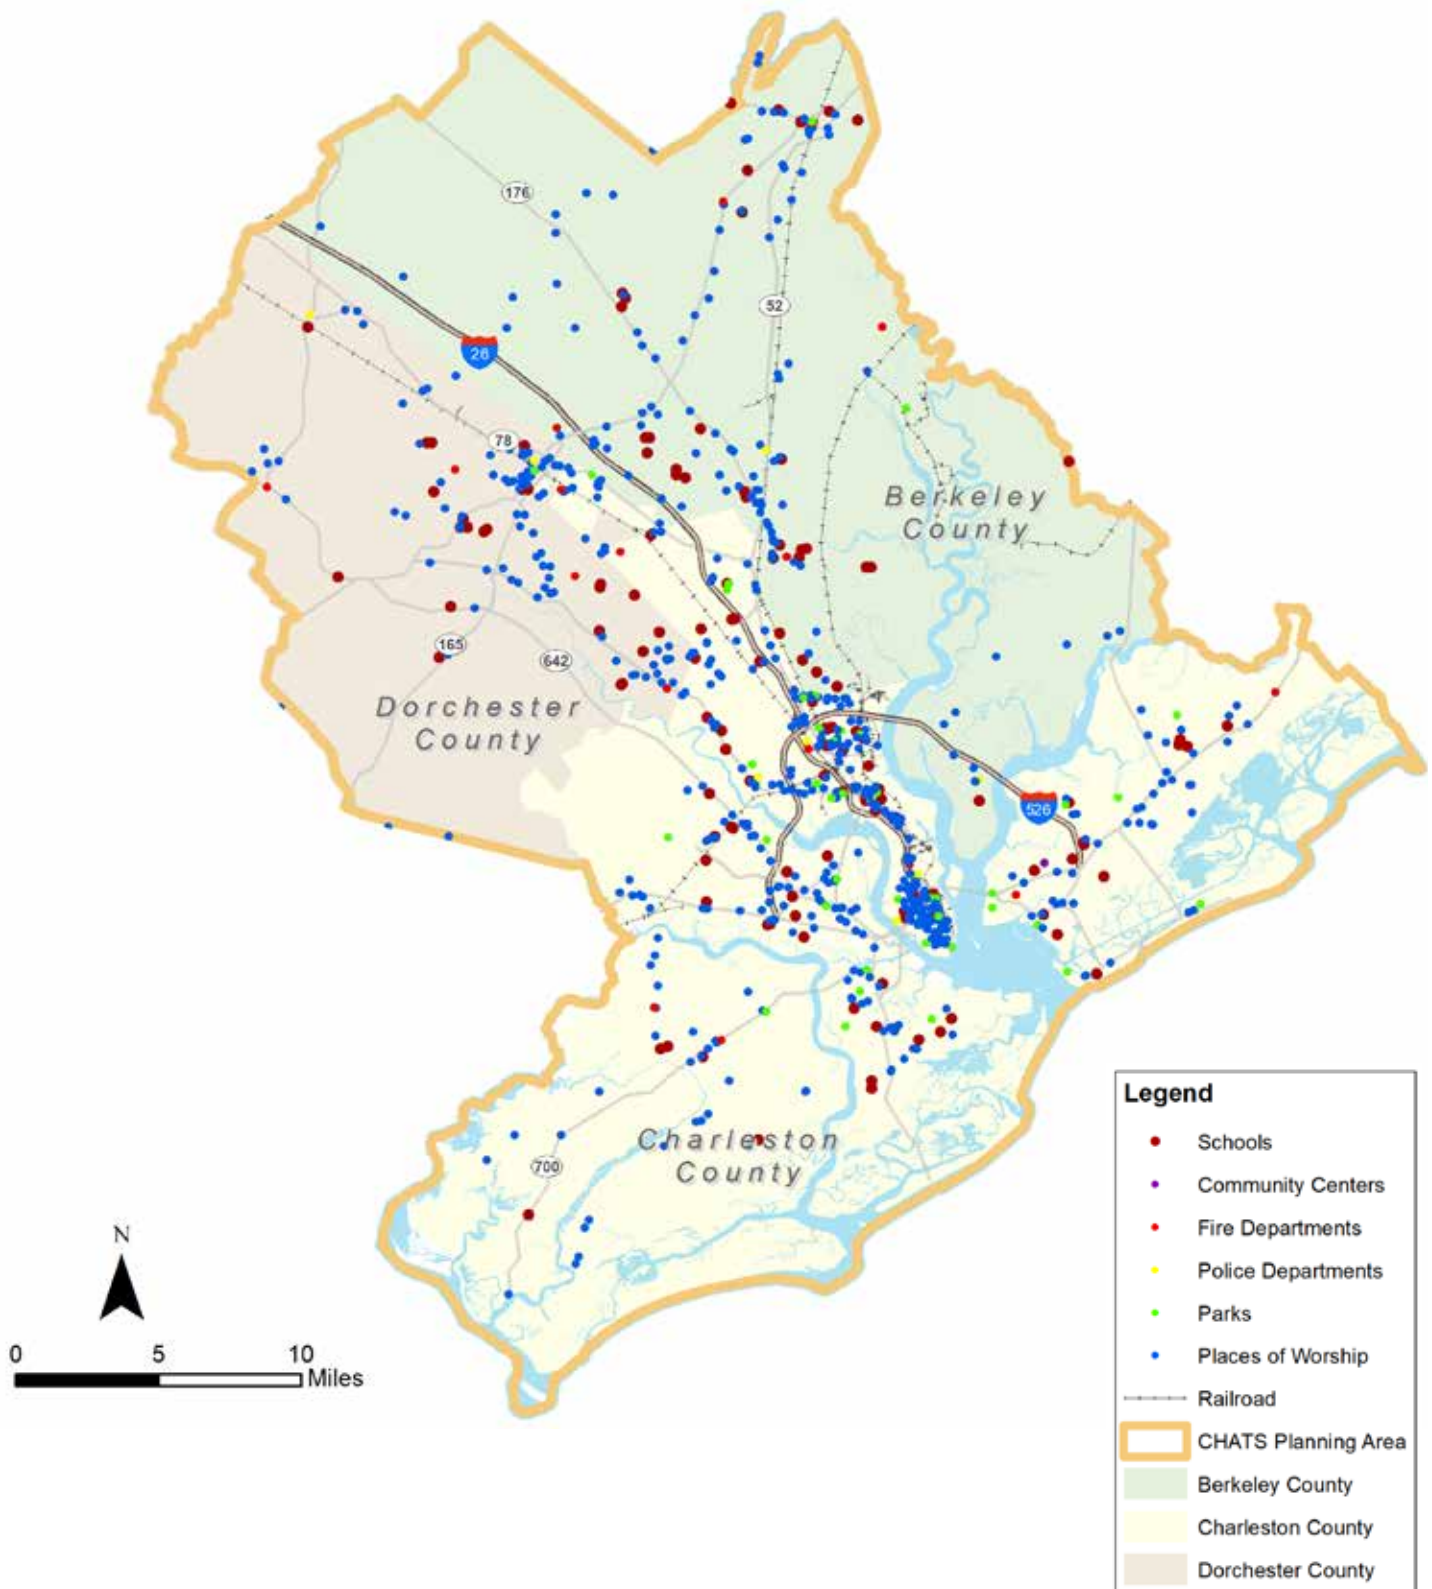 176
52
26
78
Berkeley
County
165
642
Dorchester
County
526
Charleston
County
700
N
0 5 10
Miles
Legend
Schools
Community Centers
Fire Departments
Police Departments
Parks
Places of Worship
Railroad
CHATS Planning Area
Berkeley County
Charleston County
Dorchester County